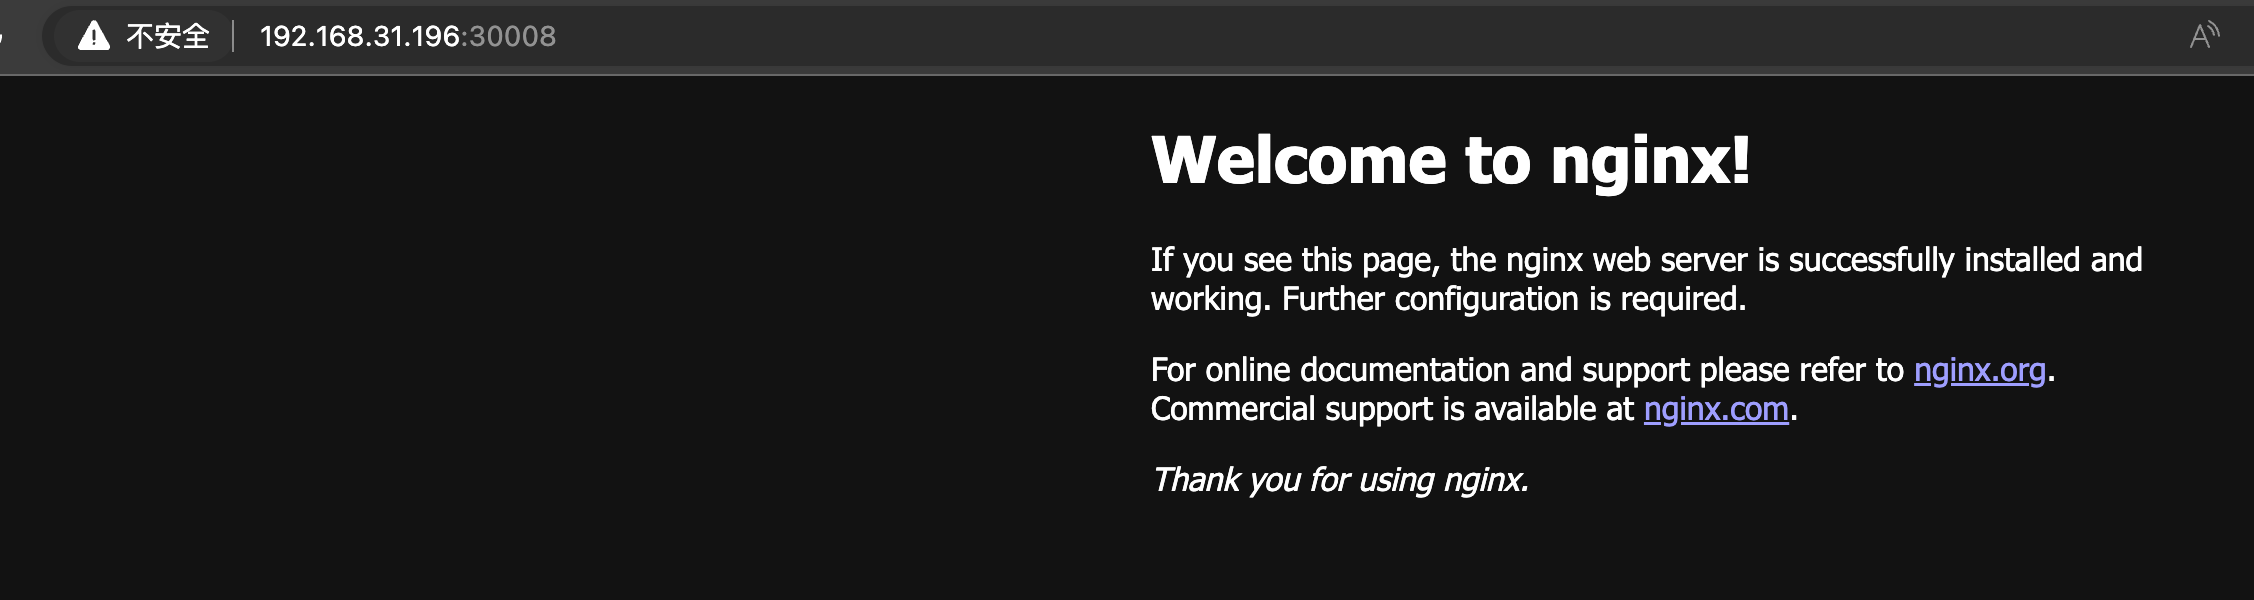 不安全 192.168.31.196:30008
Welcome to nginx!
If you see this page, the nginx web server is successfully installed and
working. Further configuration is required.
For online documentation and support please refer to nginx.org.
Commercial support is available at nginx.com.
Thank you for using nginx.